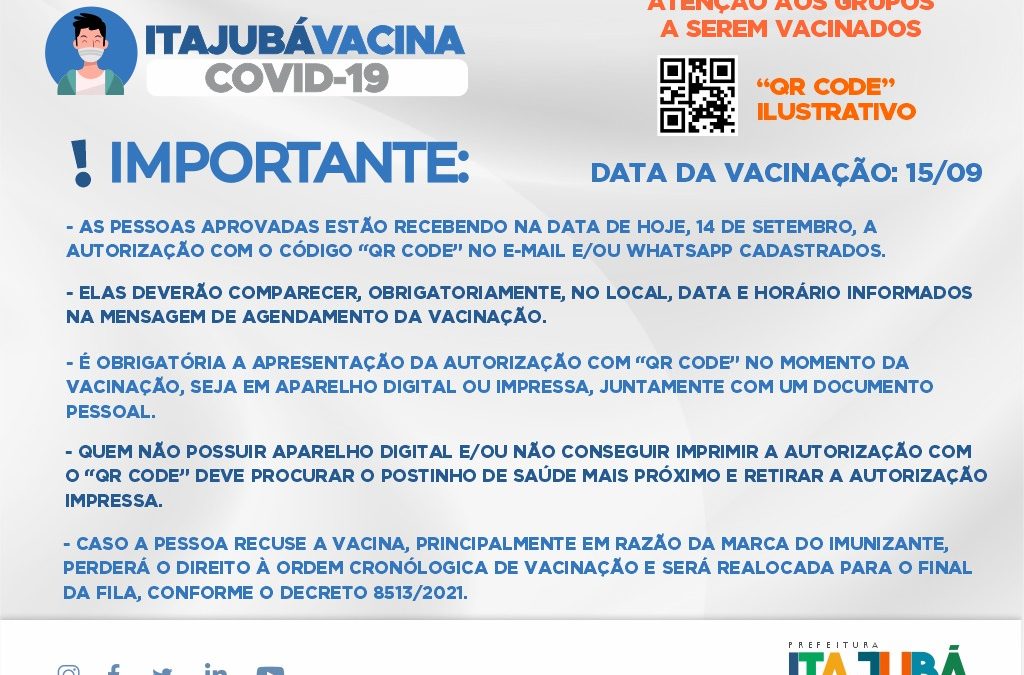 ITAJUBÁVACINA
COVID-19
ATENÇÃO AOS GRUPOS
A SEREM VACINADOS
“QR CODE”
ILUSTRATIVO
! IMPORTANTE:
DATA DA VACINAÇÃO: 15/09
- AS PESSOAS APROVADAS ESTÃO RECEBENDO NA DATA DE HOJE, 14 DE SETEMBRO, A
AUTORIZAÇÃO COM O CÓDIGO “QR CODE” NO E-MAIL E/OU WHATSAPP CADASTRADOS.
- ELAS DEVERÃO COMPARECER, OBRIGATORIAMENTE, NO LOCAL, DATA E HORÁRIO INFORMADOS
NA MENSAGEM DE AGENDAMENTO DA VACINAÇÃO.
- É OBRIGATÓRIA A APRESENTAÇÃO DA AUTORIZAÇÃO COM “QR CODE” NO MOMENTO DA
VACINAÇÃO, SEJA EM APARELHO DIGITAL OU IMPRESSA, JUNTAMENTE COM UM DOCUMENTO
PESSOAL.
- QUEM NÃO POSSUIR APARELHO DIGITAL E/OU NÃO CONSEGUIR IMPRIMIR A AUTORIZAÇÃO COM
O “QR CODE” DEVE PROCURAR O POSTINHO DE SAÚDE MAIS PRÓXIMO E RETIRAR A AUTORIZAÇÃO
IMPRESSA.
- CASO A PESSOA RECUSE A VACINA, PRINCIPALMENTE EM RAZÃO DA MARCA DO IMUNIZANTE,
PERDERÁ O DIREITO À ORDEM CRONÓLOGICA DE VACINAÇÃO E SERÁ REALOCADA PARA O FINAL
DA FILA, CONFORME O DECRETO 8513/2021.
PREFEITURA
ITAJUBÁ